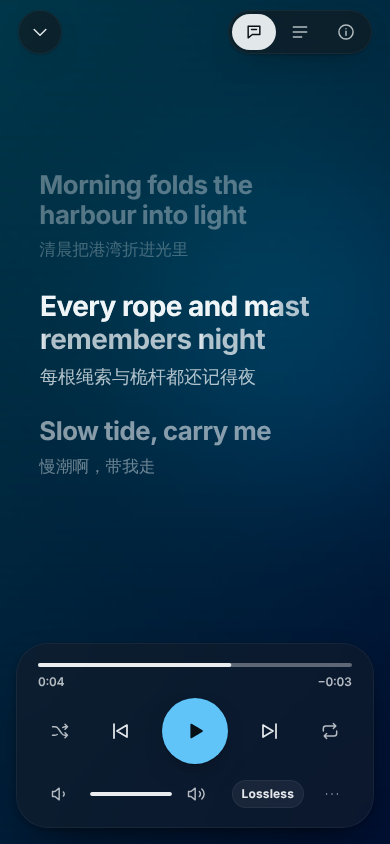 Morning folds the
harbour into light
清晨把港湾折进光里
Every rope and mast
remembers night
每根绳索与桅杆都还记得夜
Slow tide, carry me
慢潮啊，带我走
0:04
−0:03
Lossless